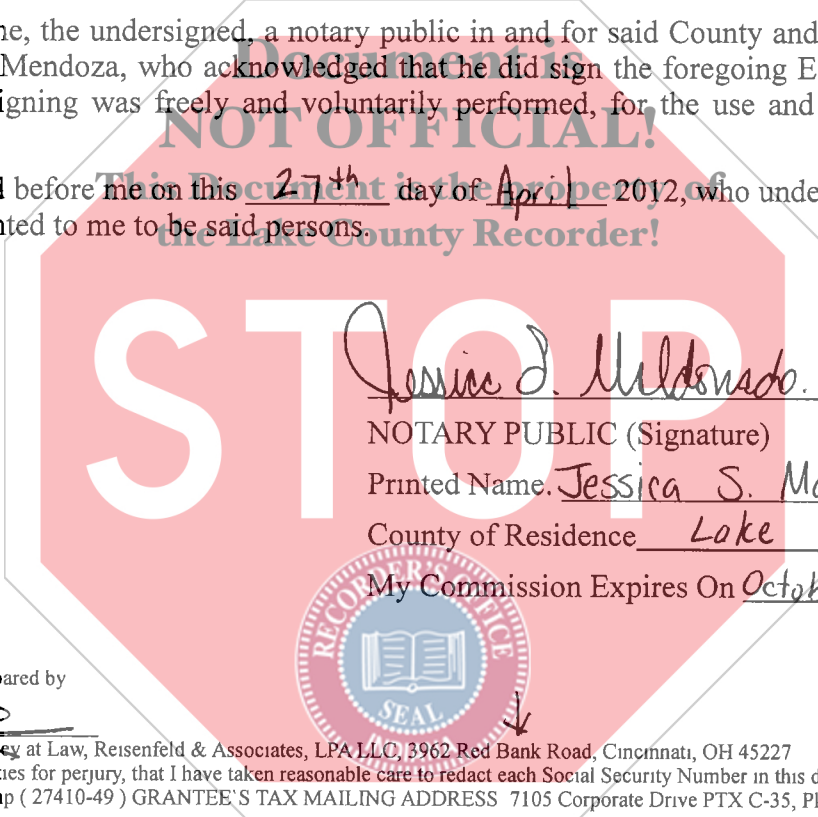 ne, the undersigned, a notary public in and for said County and
Document is
Mendoza, who acknowledged that he did sign the foregoing E
igning was freely and voluntarily performed, for the use and
NOT OFFICIAL!
before me on this 27th day of April 2012, who unde
This Document is the property of
nted to me to be said persons.
the Lake County Recorder!
STOP
Jessica S. Maldonado.
NOTARY PUBLIC (Signature)
Printed Name. Jessica S. Ma
County of Residence Lake
RECORDER'S OFFICE
My Commission Expires On Octob
SEAL
pared by
ey at Law, Reisenfeld & Associates, LPA LLC, 3962 Red Bank Road, Cincinnati, OH 45227
ies for perjury, that I have taken reasonable care to redact each Social Security Number in this d
p ( 27410-49 ) GRANTEE'S TAX MAILING ADDRESS 7105 Corporate Drive PTX C-35, Pl